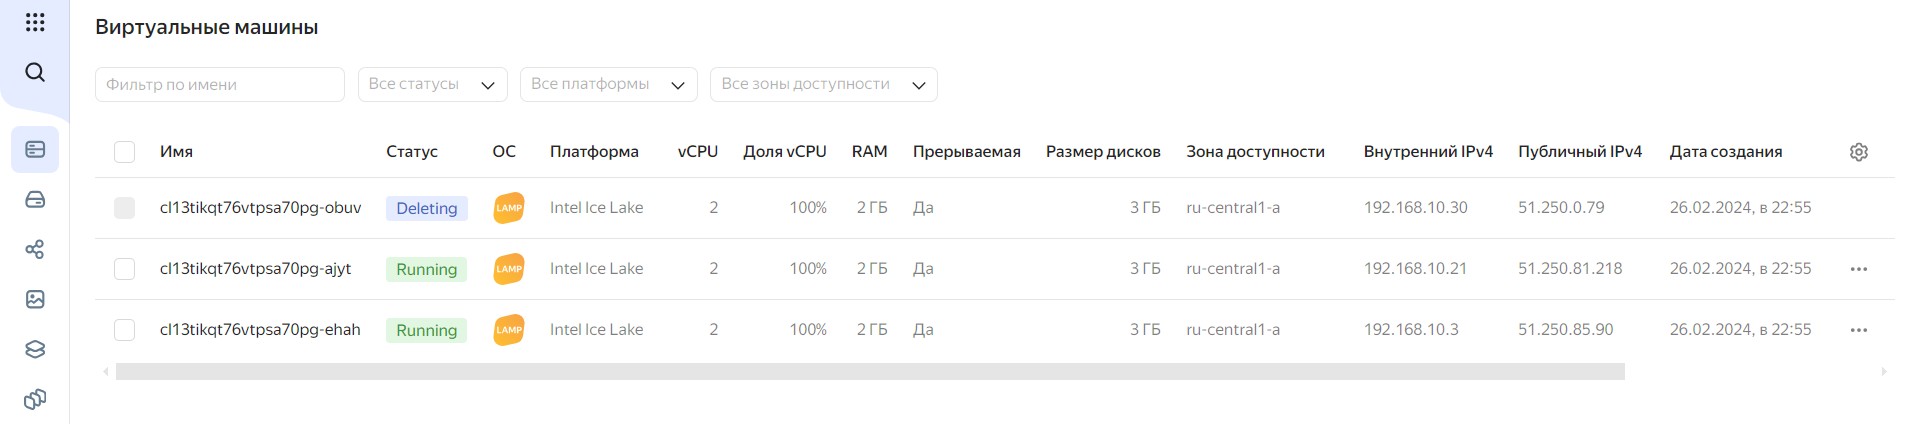 Виртуальные машины
Фильтр по имени Все статусы Все платформы Все зоны доступности
Имя Статус ОС Платформа vCPU Доля vCPU RAM Прерываемая Размер дисков Зона доступности Внутренний IPv4 Публичный IPv4 Дата создания
cl13tikqt76vtpsa70pg-obuv Deleting LAMP Intel Ice Lake 2 100% 2 ГБ Да 3 ГБ ru-central1-a 192.168.10.30 51.250.0.79 26.02.2024, в 22:55
cl13tikqt76vtpsa70pg-ajyt Running LAMP Intel Ice Lake 2 100% 2 ГБ Да 3 ГБ ru-central1-a 192.168.10.21 51.250.81.218 26.02.2024, в 22:55
cl13tikqt76vtpsa70pg-ehah Running LAMP Intel Ice Lake 2 100% 2 ГБ Да 3 ГБ ru-central1-a 192.168.10.3 51.250.85.90 26.02.2024, в 22:55